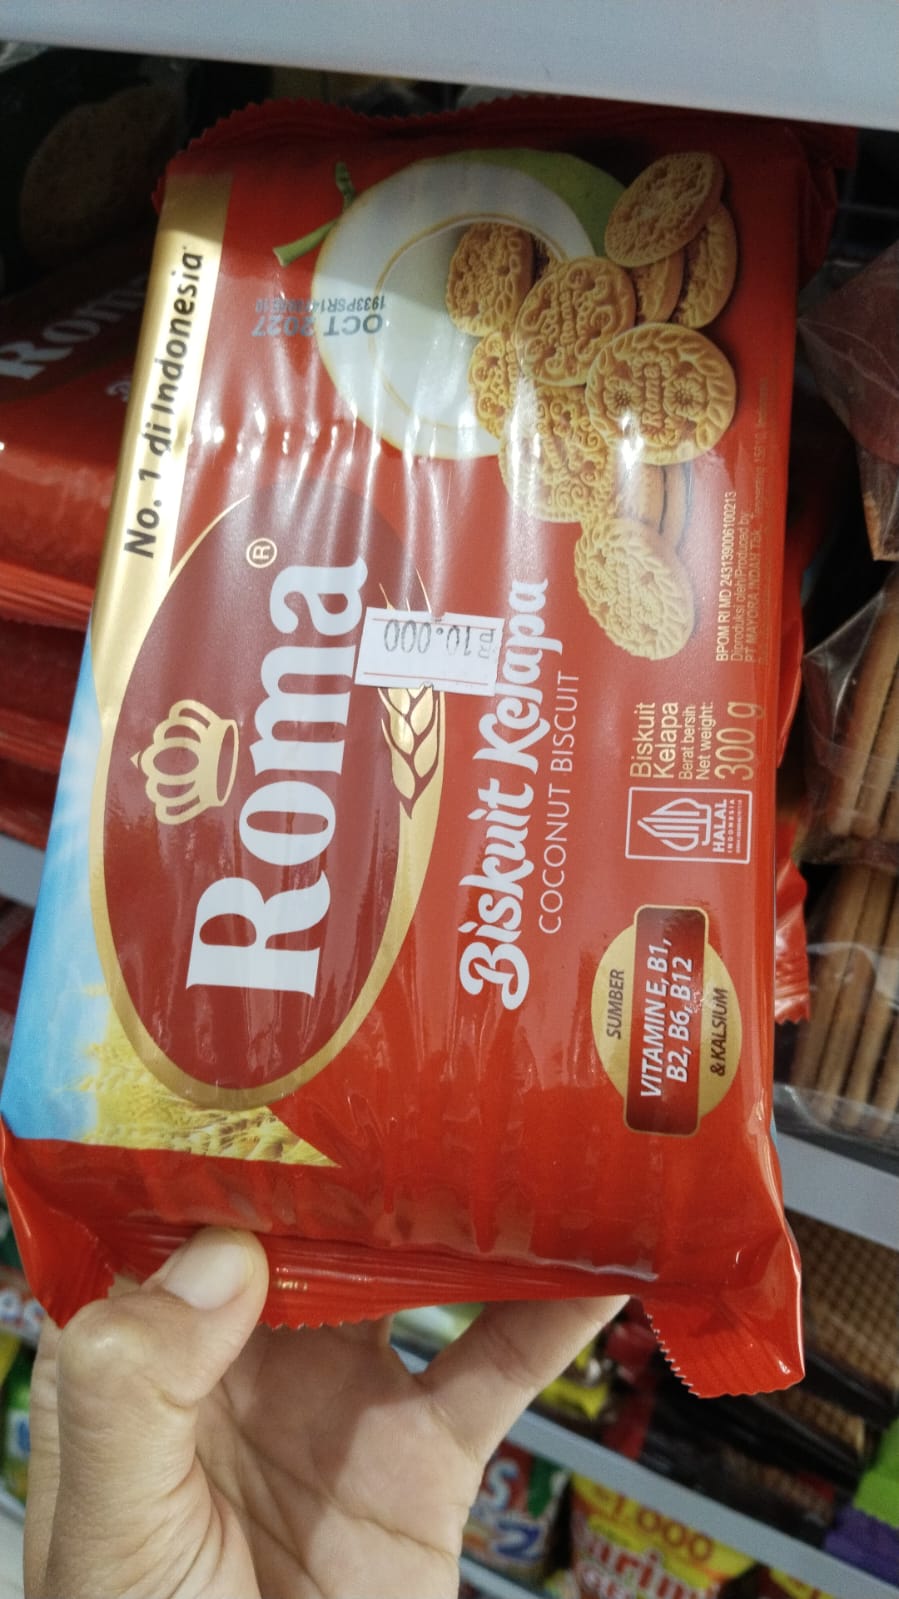 No. 1 di Indonesia
Roma®
Biskuit Kelapa
COCONUT BISCUIT
10.000
OCT 2027
SUMBER
VITAMIN E, B1,
B2, B6, B12
& KALSIUM
HALAL
INDONESIA
Biskuit
Kelapa
Berat bersih
Net weight:
300 g
BPOM RI MD 243139006100213
Diproduksi oleh/Produced by
PT MAYORA INDAH Tbk
Roma